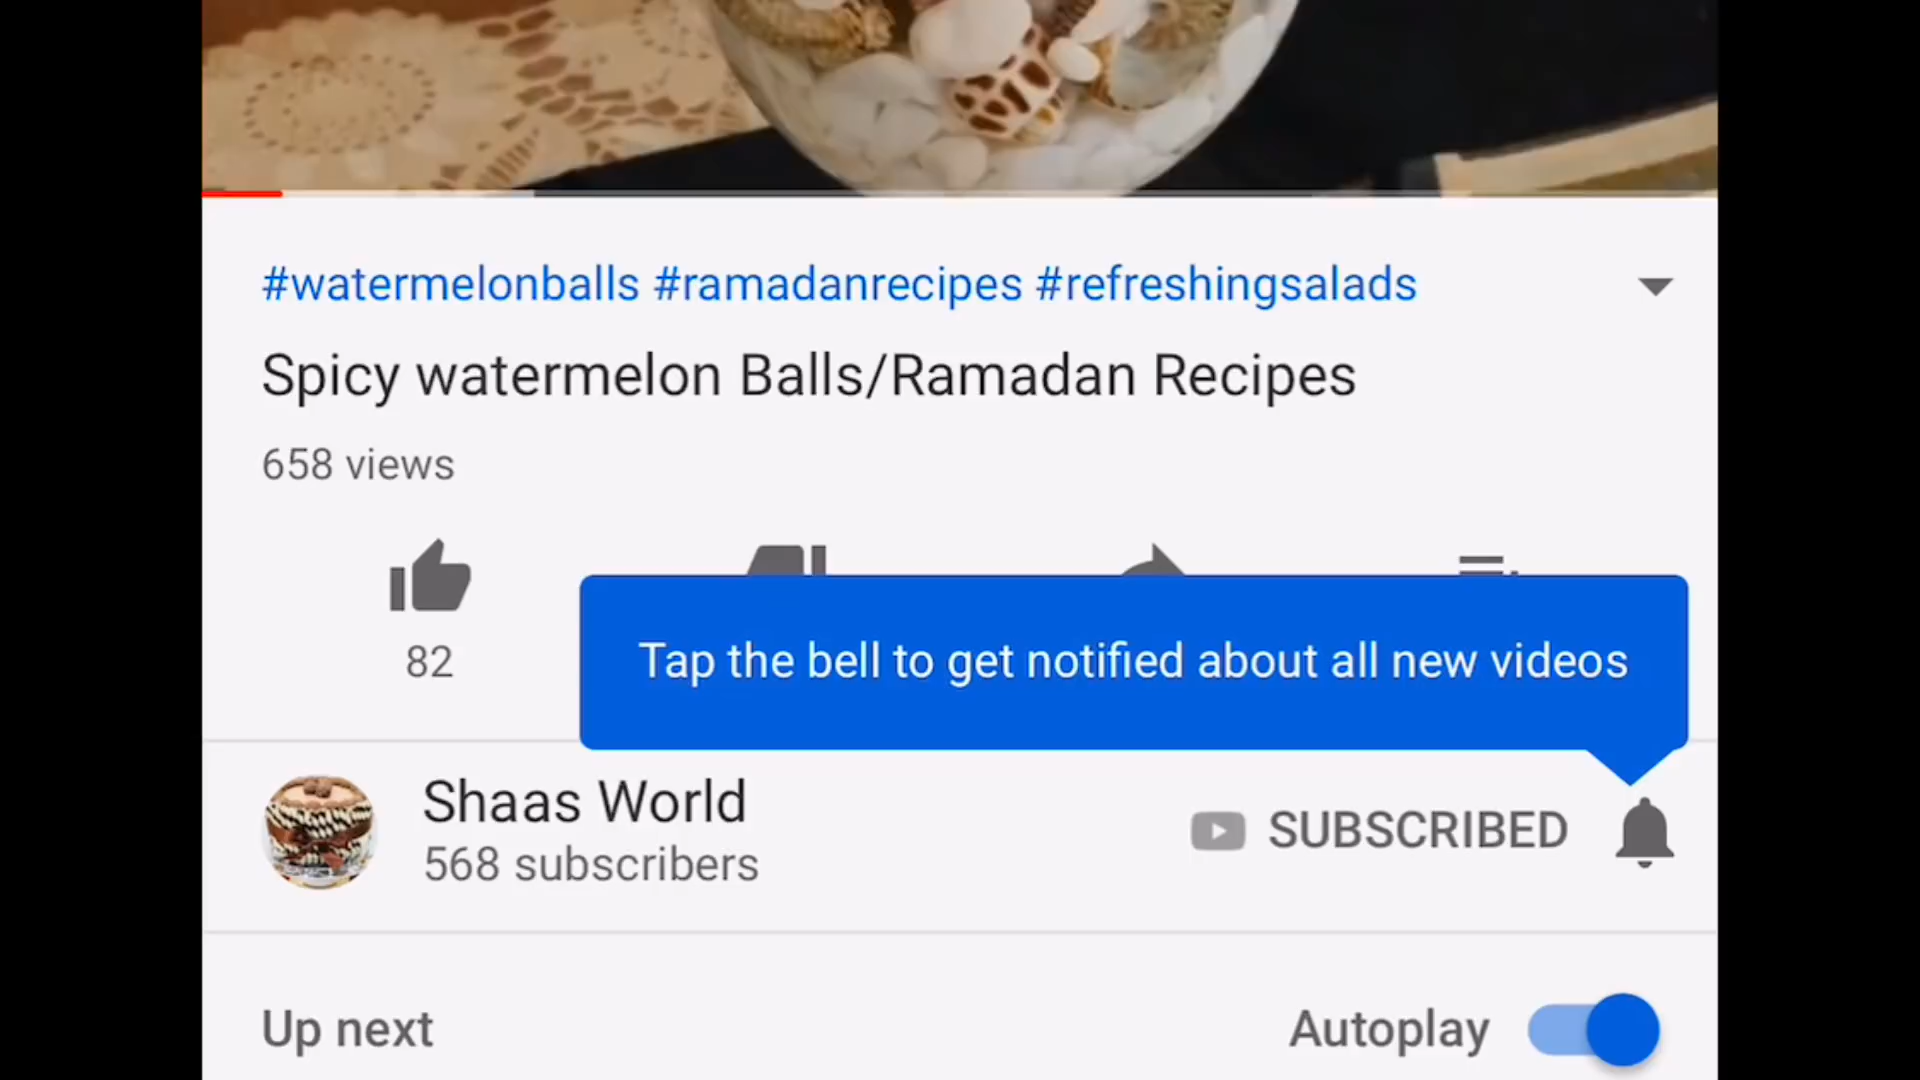 #watermelonballs #ramadanrecipes #refreshingsalads
Spicy watermelon Balls/Ramadan Recipes
658 views
82
Tap the bell to get notified about all new videos
Shaas World
568 subscribers
SUBSCRIBED
Up next
Autoplay